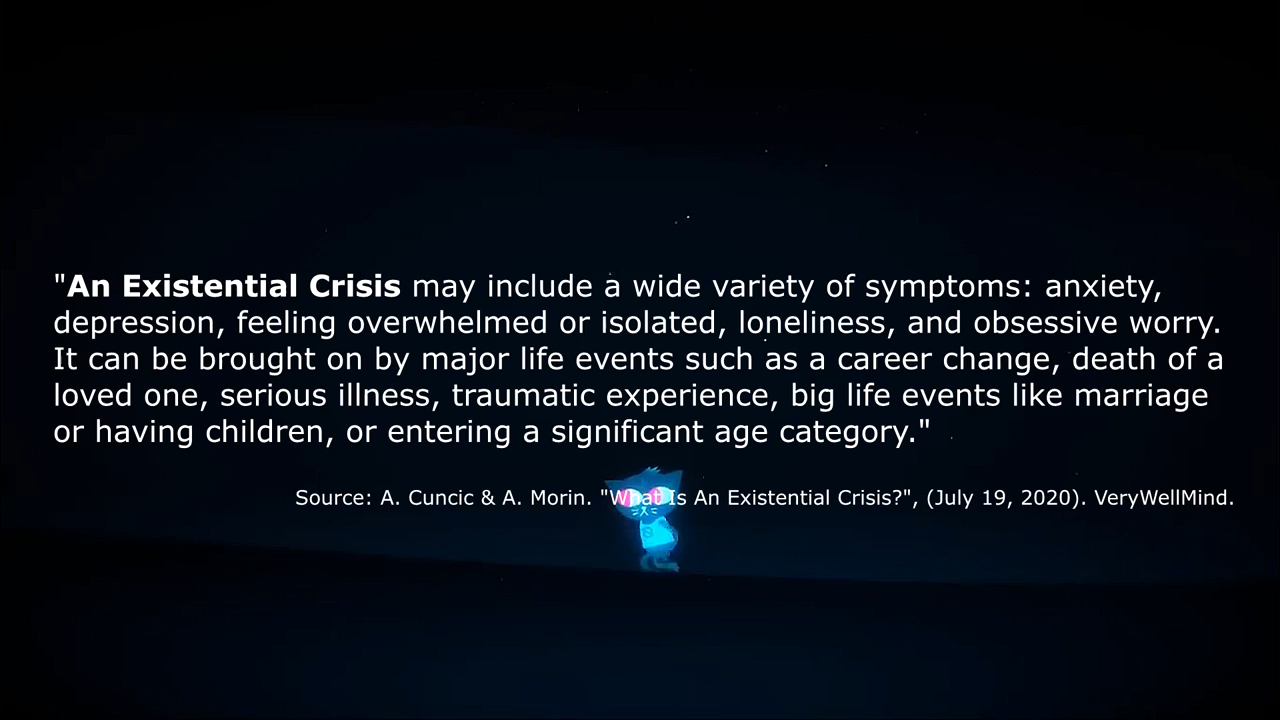 "An Existential Crisis may include a wide variety of symptoms: anxiety,
depression, feeling overwhelmed or isolated, loneliness, and obsessive worry.
It can be brought on by major life events such as a career change, death of a
loved one, serious illness, traumatic experience, big life events like marriage
or having children, or entering a significant age category."
Source: A. Cuncic & A. Morin. "What Is An Existential Crisis?", (July 19, 2020). VeryWellMind.